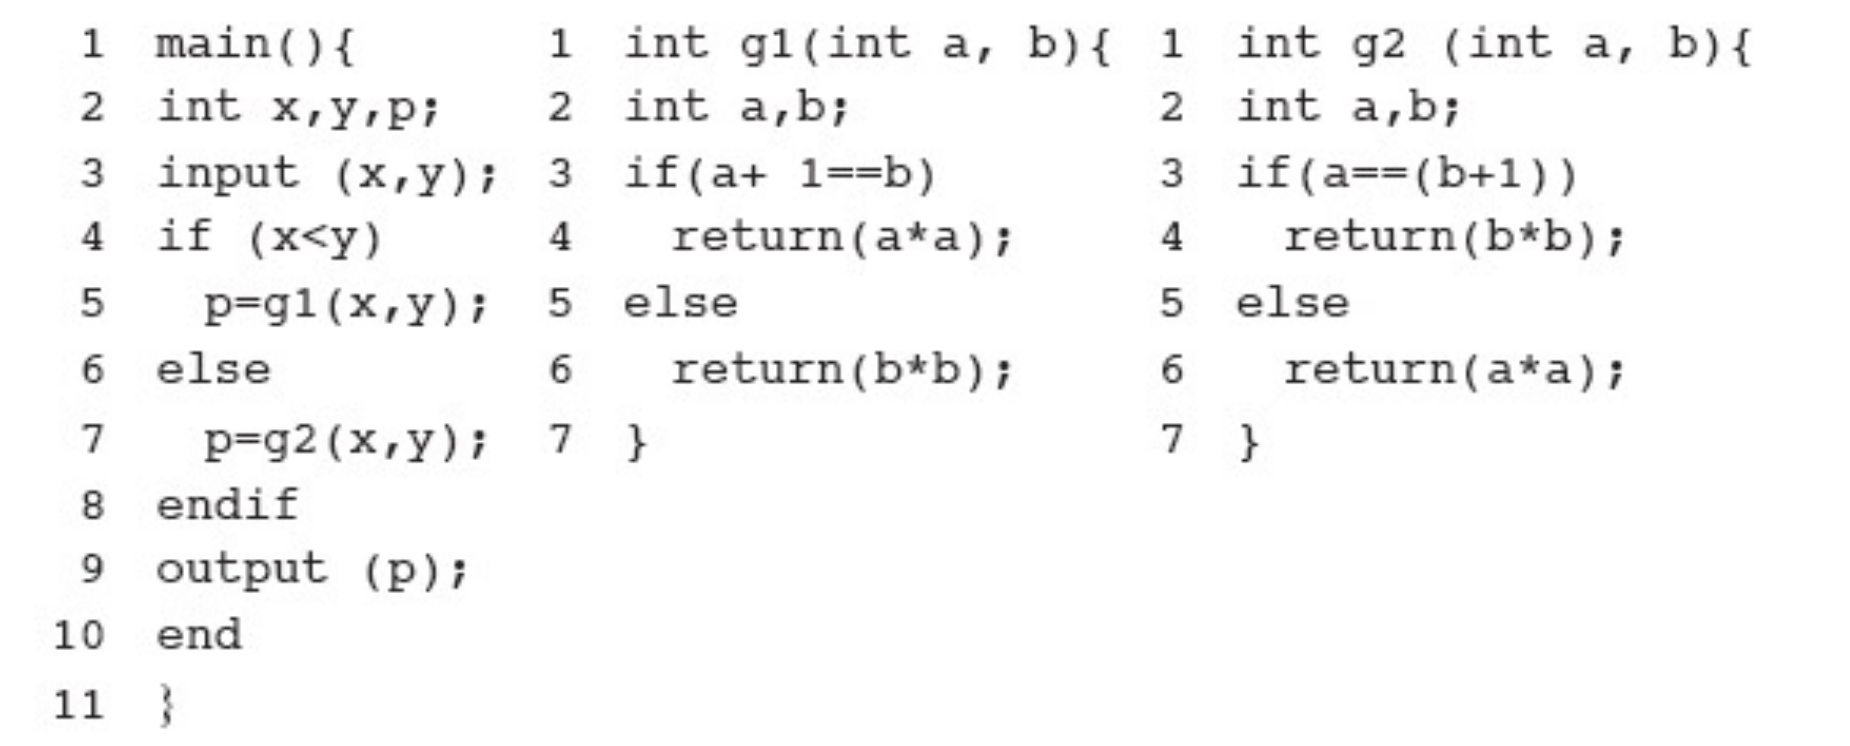 1 main(){
2 int x,y,p;
3 input (x,y);
4 if (x<y)
5 p=g1(x,y);
6 else
7 p=g2(x,y);
8 endif
9 output (p);
10 end
11 }
1 int g1(int a, b){
2 int a,b;
3 if(a+ 1==b)
4 return(a*a);
5 else
6 return(b*b);
7 }
1 int g2 (int a, b){
2 int a,b;
3 if(a==(b+1))
4 return(b*b);
5 else
6 return(a*a);
7 }